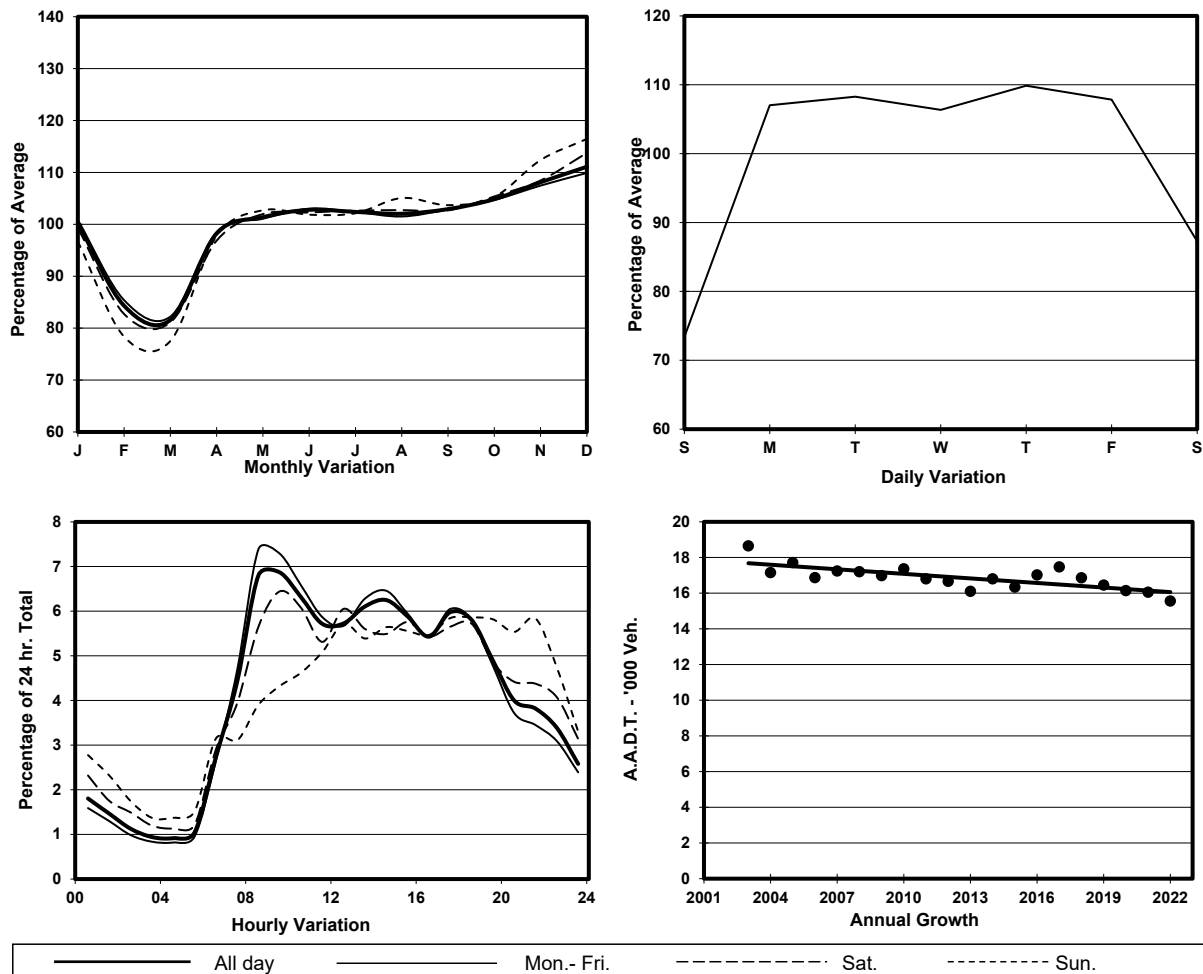 140
130
120
110
100
90
80
70
60
Percentage of Average
J F M A M J J A S O N D
Monthly Variation
120
110
100
90
80
70
60
Percentage of Average
S M T W T F S
Daily Variation
8
7
6
5
4
3
2
1
0
Percentage of 24 hr. Total
00 04 08 12 16 20 24
Hourly Variation
20
18
16
14
12
10
8
6
4
2
0
A.A.D.T. - '000 Veh.
2001 2004 2007 2010 2013 2016 2019 2022
Annual Growth
All day Mon.- Fri. Sat. Sun.